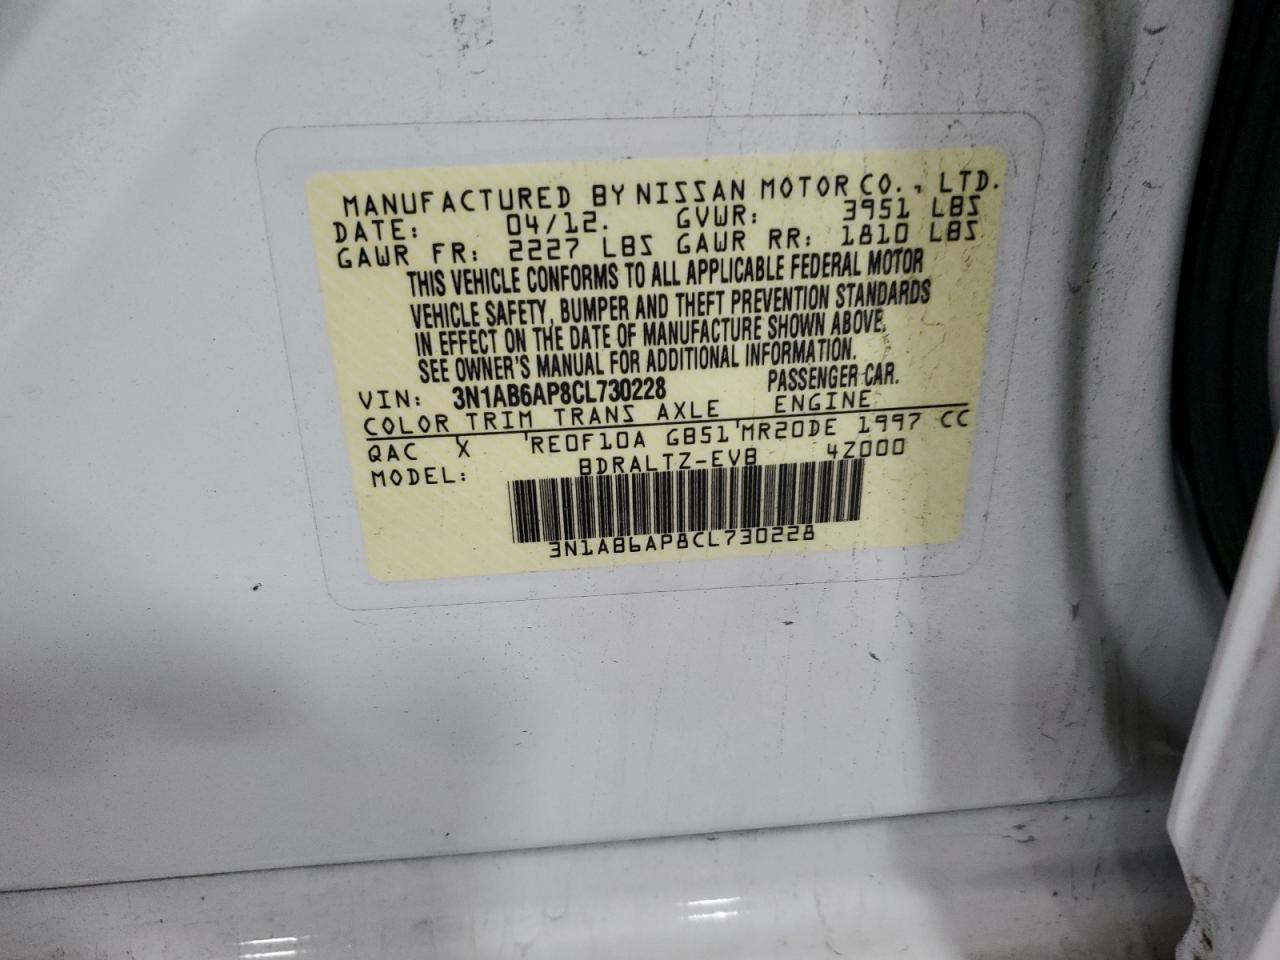 MANUFACTURED BY NISSAN MOTOR CO., LTD.
DATE: 04/12. GVWR: 3951 LBS
GAWR FR: 2227 LBS GAWR RR: 1810 LBS
THIS VEHICLE CONFORMS TO ALL APPLICABLE FEDERAL MOTOR
VEHICLE SAFETY, BUMPER AND THEFT PREVENTION STANDARDS
IN EFFECT ON THE DATE OF MANUFACTURE SHOWN ABOVE.
SEE OWNER'S MANUAL FOR ADDITIONAL INFORMATION.
VIN: 3N1AB6AP8CL730228 PASSENGER CAR.
COLOR TRIM TRANS AXLE ENGINE
QAC X RE0F10A GB51 MR20DE 1997 CC
MODEL: BDRALTZ-EVB 4Z000
3N1AB6AP8CL730228